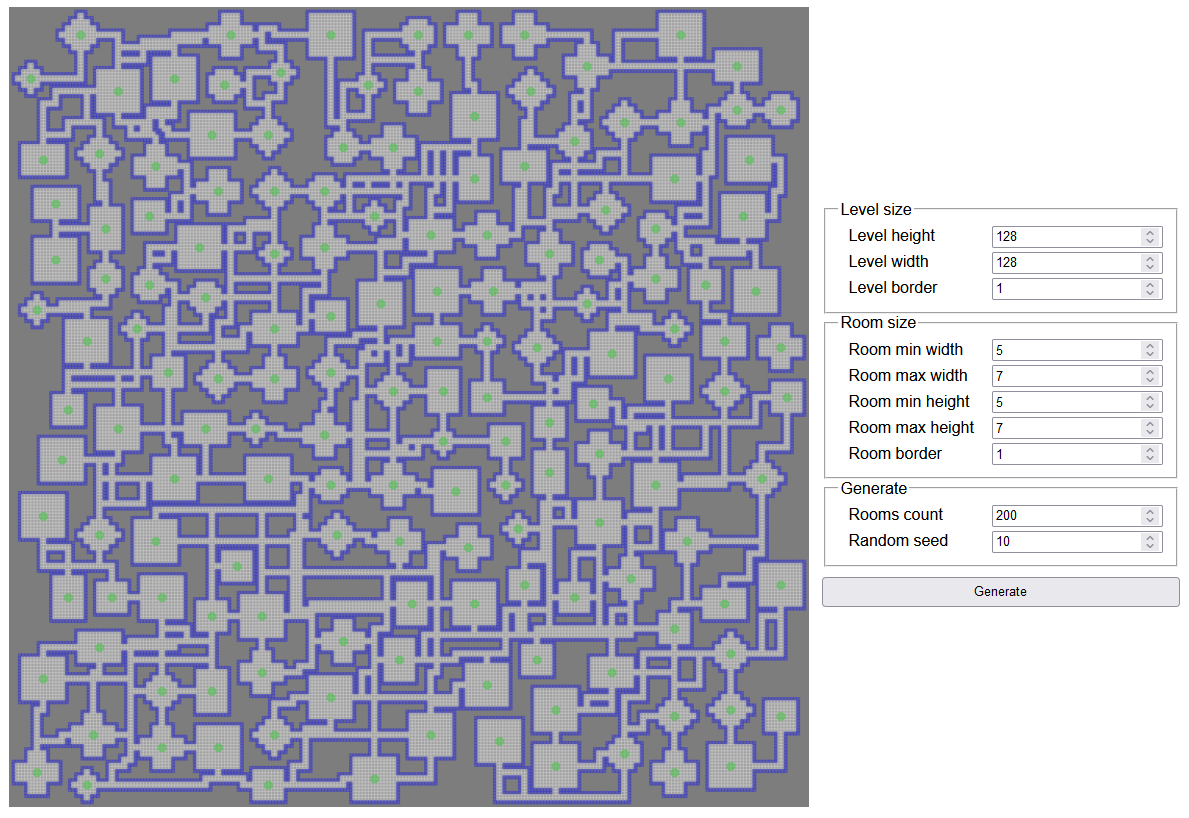 Level size
Level height 128
Level width 128
Level border 1
Room size
Room min width 5
Room max width 7
Room min height 5
Room max height 7
Room border 1
Generate
Rooms count 200
Random seed 10
Generate